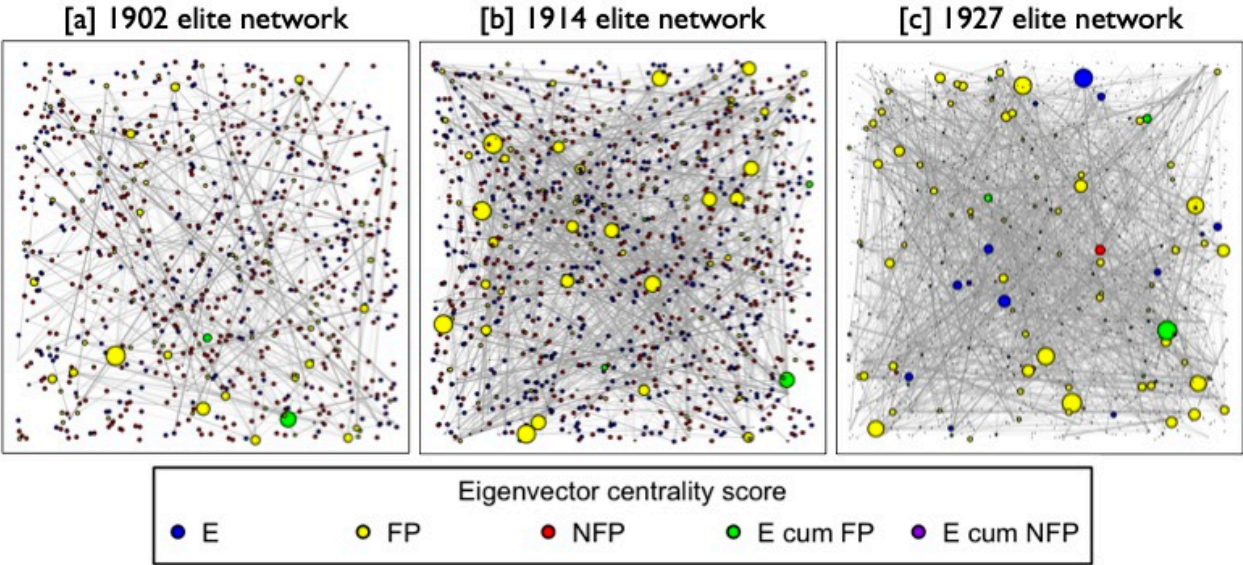 [a] 1902 elite network
[b] 1914 elite network
[c] 1927 elite network
Eigenvector centrality score
E
FP
NFP
E cum FP
E cum NFP